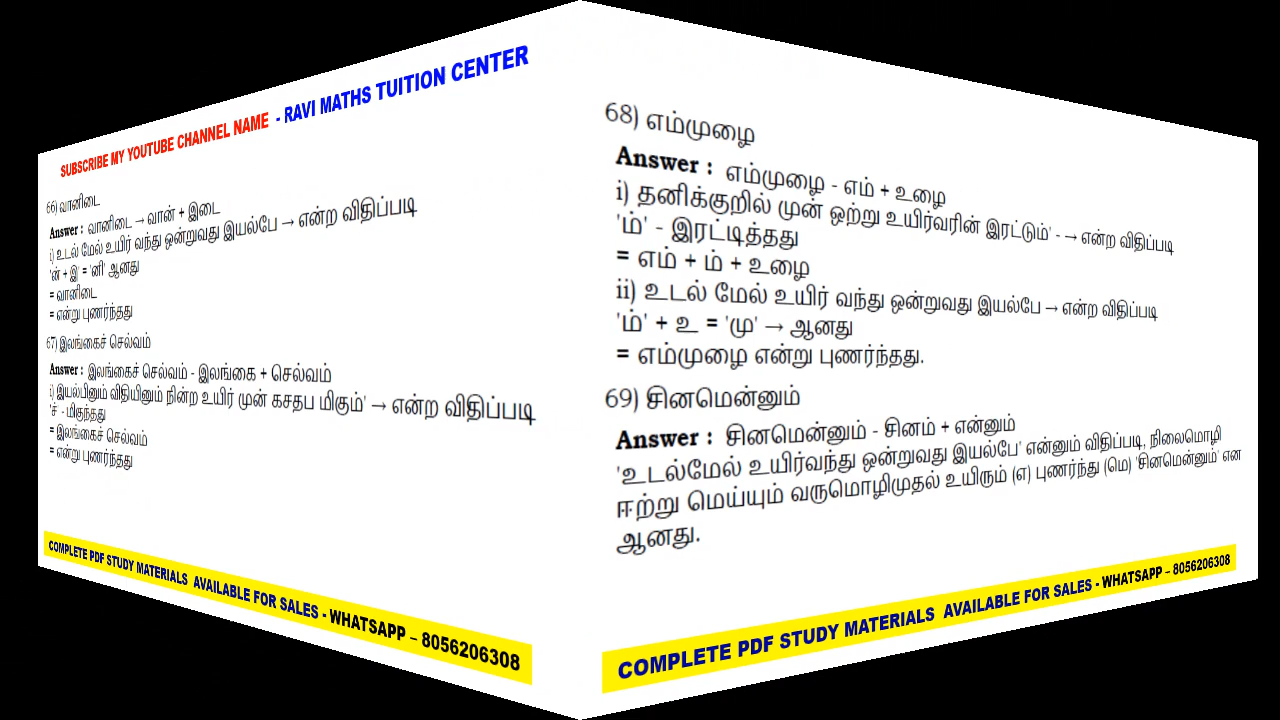 SUBSCRIBE MY YOUTUBE CHANNEL NAME - RAVI MATHS TUITION CENTER
66) வானிடை
Answer : வானிடை → வான் + இடை
i) உடல் மேல் உயிர் வந்து ஒன்றுவது இயல்பே → என்ற விதிப்படி
'ன் + இ' = 'னி' ஆனது
= வானிடை
= என்று புணர்ந்தது
67) இலங்கைச் செல்வம்
Answer : இலங்கைச் செல்வம் - இலங்கை + செல்வம்
i) இயல்பினும் விதியினும் நின்ற உயிர் முன் கசதப மிகும்' → என்ற விதிப்படி
'ச்' - மிகுந்தது
= இலங்கைச் செல்வம்
= என்று புணர்ந்தது
COMPLETE PDF STUDY MATERIALS AVAILABLE FOR SALES - WHATSAPP – 8056206308
68) எம்முழை
Answer : எம்முழை - எம் + உழை
i) தனிக்குறில் முன் ஒற்று உயிர்வரின் இரட்டும்' - → என்ற விதிப்படி
'ம்' - இரட்டித்தது
= எம் + ம் + உழை
ii) உடல் மேல் உயிர் வந்து ஒன்றுவது இயல்பே → என்ற விதிப்படி
'ம்' + உ = 'மு' → ஆனது
= எம்முழை என்று புணர்ந்தது.
69) சினமென்னும்
Answer : சினமென்னும் - சினம் + என்னும்
'உடல்மேல் உயிர்வந்து ஒன்றுவது இயல்பே' என்னும் விதிப்படி, நிலைமொழி
ஈற்று மெய்யும் வருமொழிமுதல் உயிரும் (எ) புணர்ந்து (மெ) 'சினமென்னும்' என
ஆனது.
COMPLETE PDF STUDY MATERIALS AVAILABLE FOR SALES - WHATSAPP – 8056206308